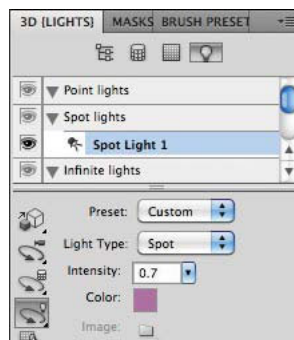 3D {LIGHTS} MASKS BRUSH PRESET
Point lights
Spot lights
Spot Light 1
Infinite lights
Preset: Custom
Light Type: Spot
Intensity: 0.7
Color:
Image: